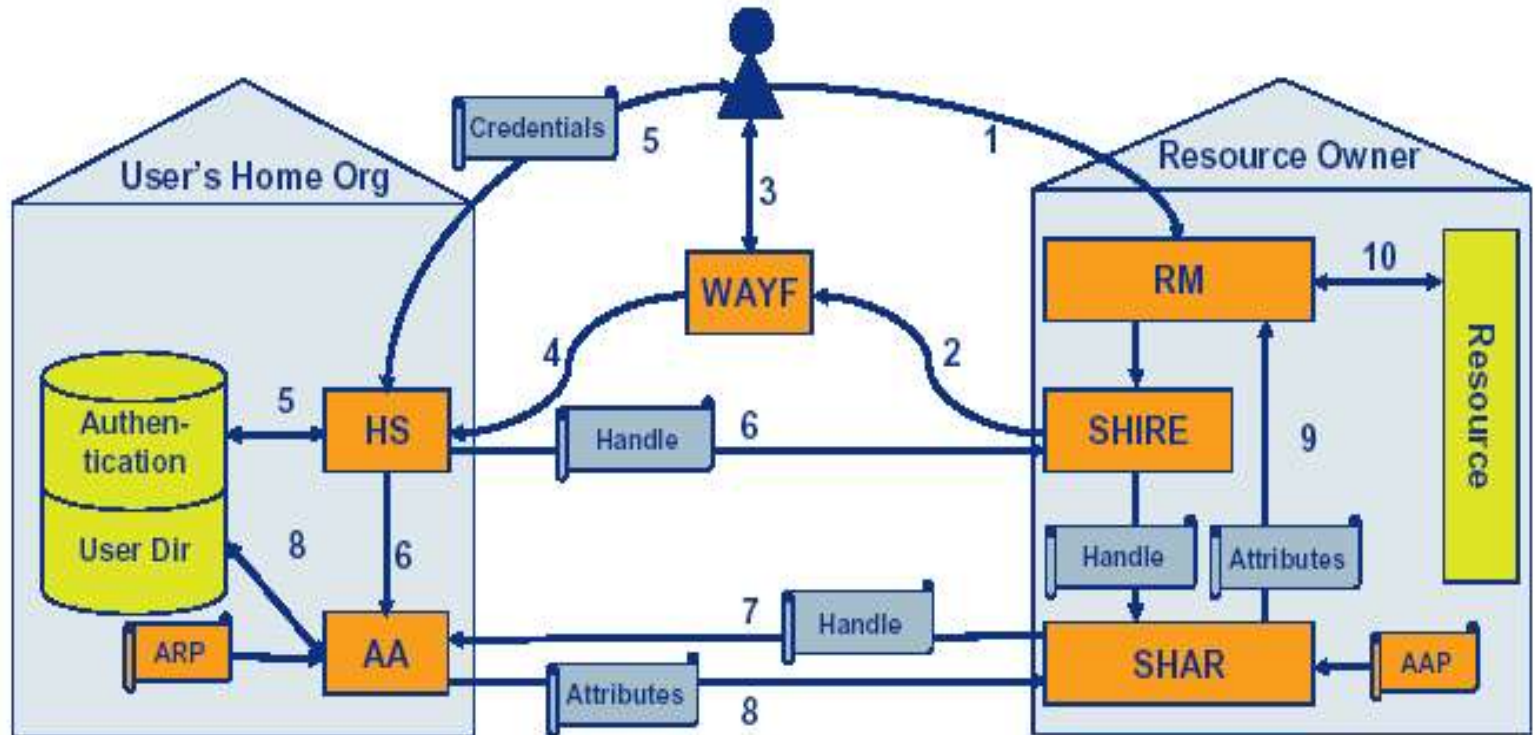 Credentials
5
1
User's Home Org
Resource Owner
3
WAYF
RM
10
4
2
Resource
Authen-
tication
5
HS
Handle
6
SHIRE
9
User Dir
8
6
Handle
Attributes
7
Handle
ARP
AA
Attributes
8
SHAR
AAP